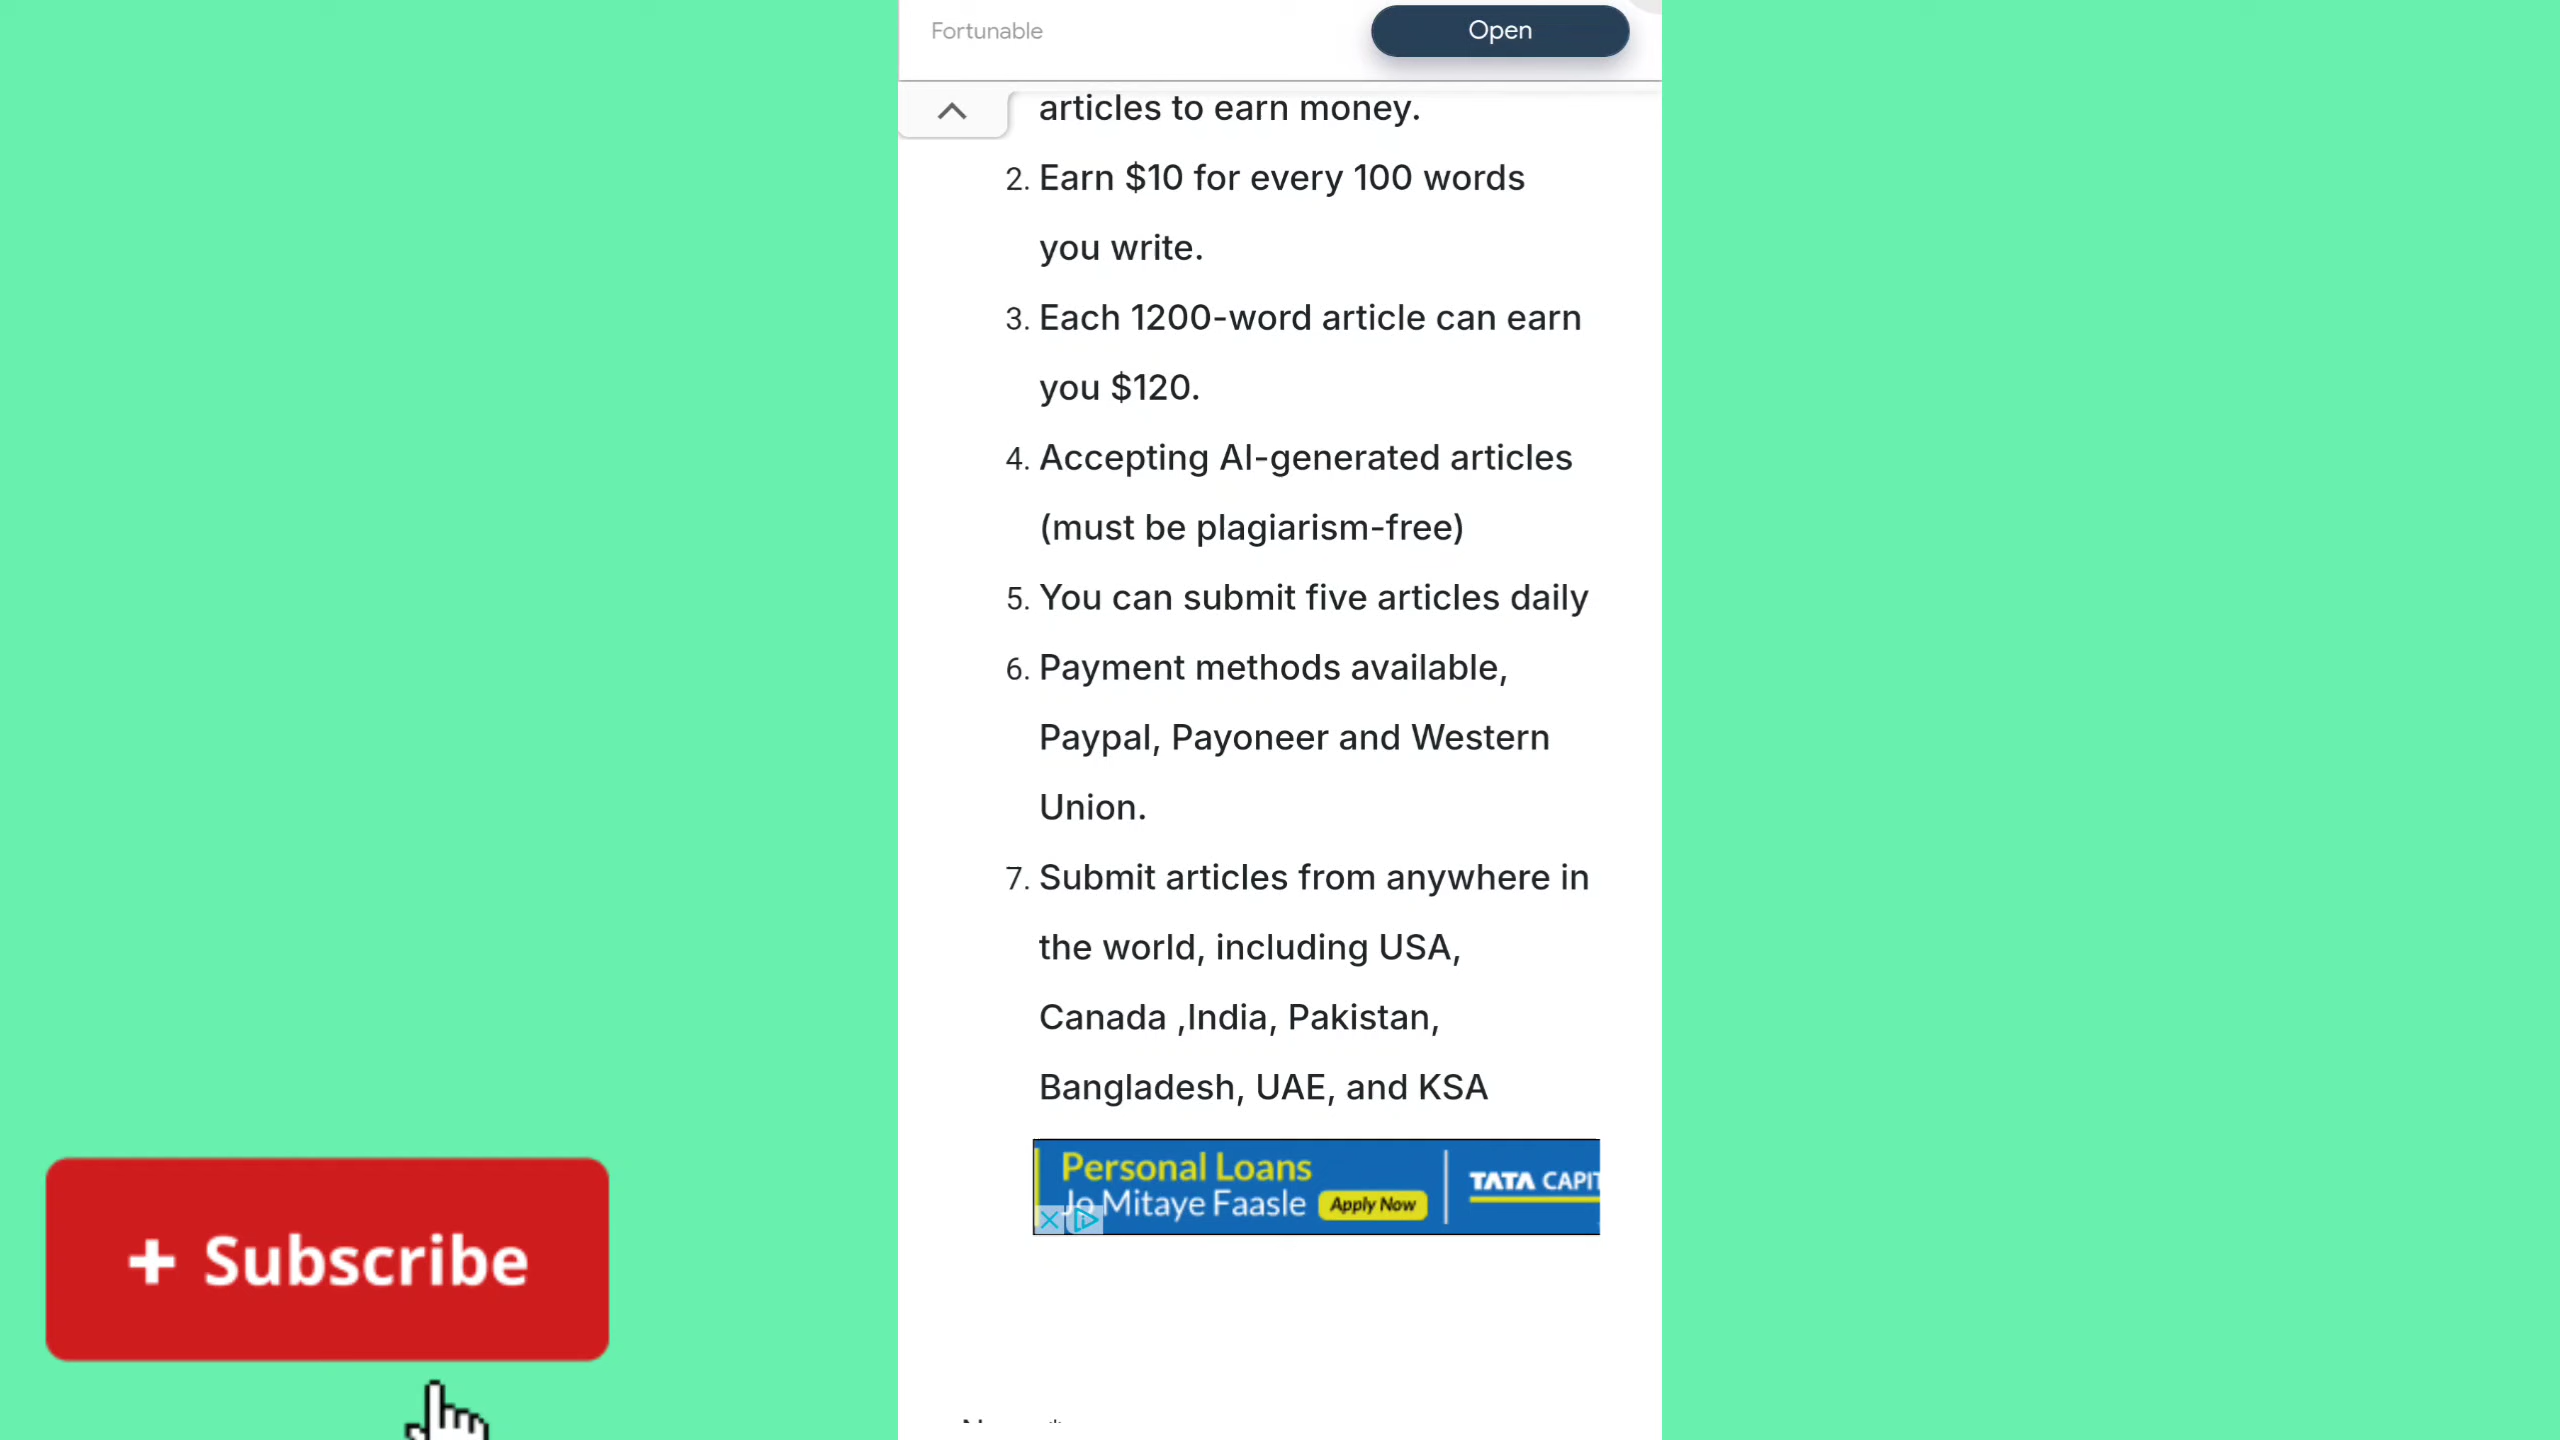 Fortunable
Open
articles to earn money.
2. Earn $10 for every 100 words
you write.
3. Each 1200-word article can earn
you $120.
4. Accepting AI-generated articles
(must be plagiarism-free)
5. You can submit five articles daily
6. Payment methods available,
Paypal, Payoneer and Western
Union.
7. Submit articles from anywhere in
the world, including USA,
Canada ,India, Pakistan,
Bangladesh, UAE, and KSA
Personal Loans
Jo Mitaye Faasle
Apply Now
TATA
+ Subscribe